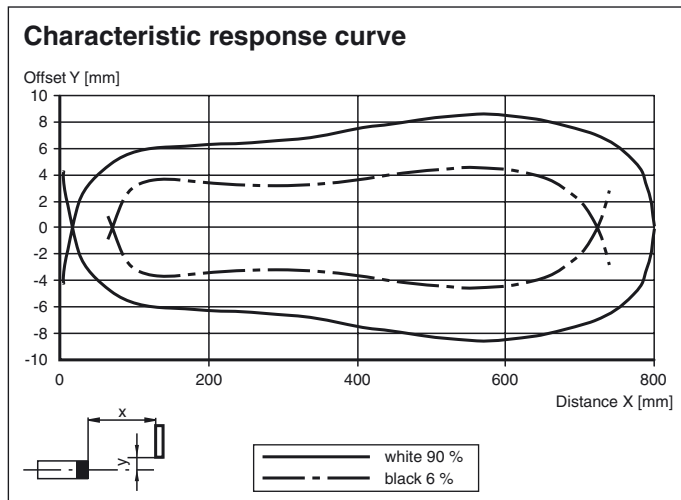 Characteristic response curve
Offset Y [mm]
10
8
6
4
2
0
-2
-4
-6
-8
-10
0 200 400 600 800
Distance X [mm]
x
y
white 90 %
black 6 %